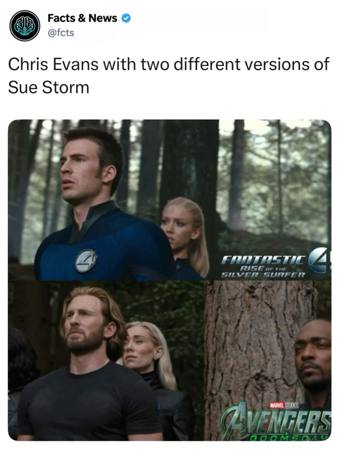 Facts & News
@fcts
Chris Evans with two different versions of
Sue Storm
4
FANTASTIC 4
RISE OF THE
SILVER SURFER
MARVEL STUDIOS
AVENGERS
DOOMSDAY